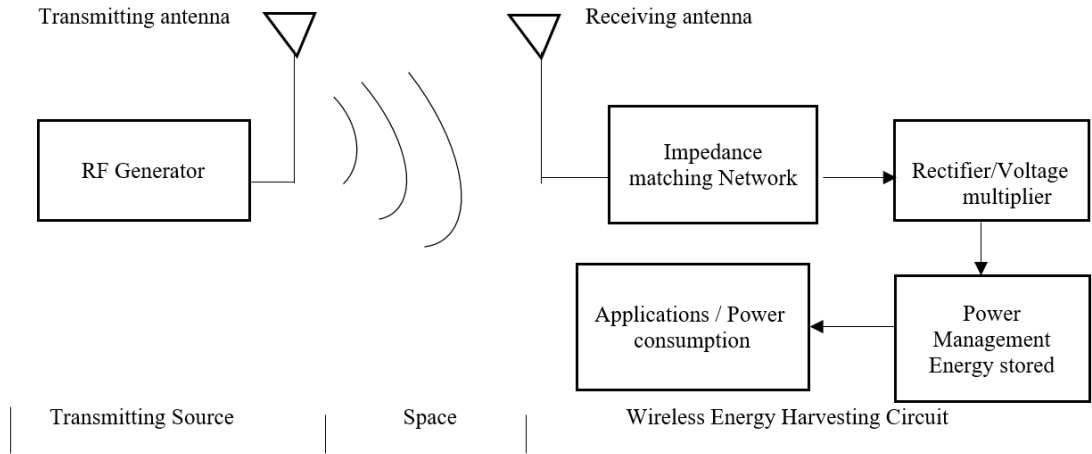 Transmitting antenna
Receiving antenna
RF Generator
Impedance
matching Network
Rectifier/Voltage
multiplier
Applications / Power
consumption
Power
Management
Energy stored
Transmitting Source
Space
Wireless Energy Harvesting Circuit